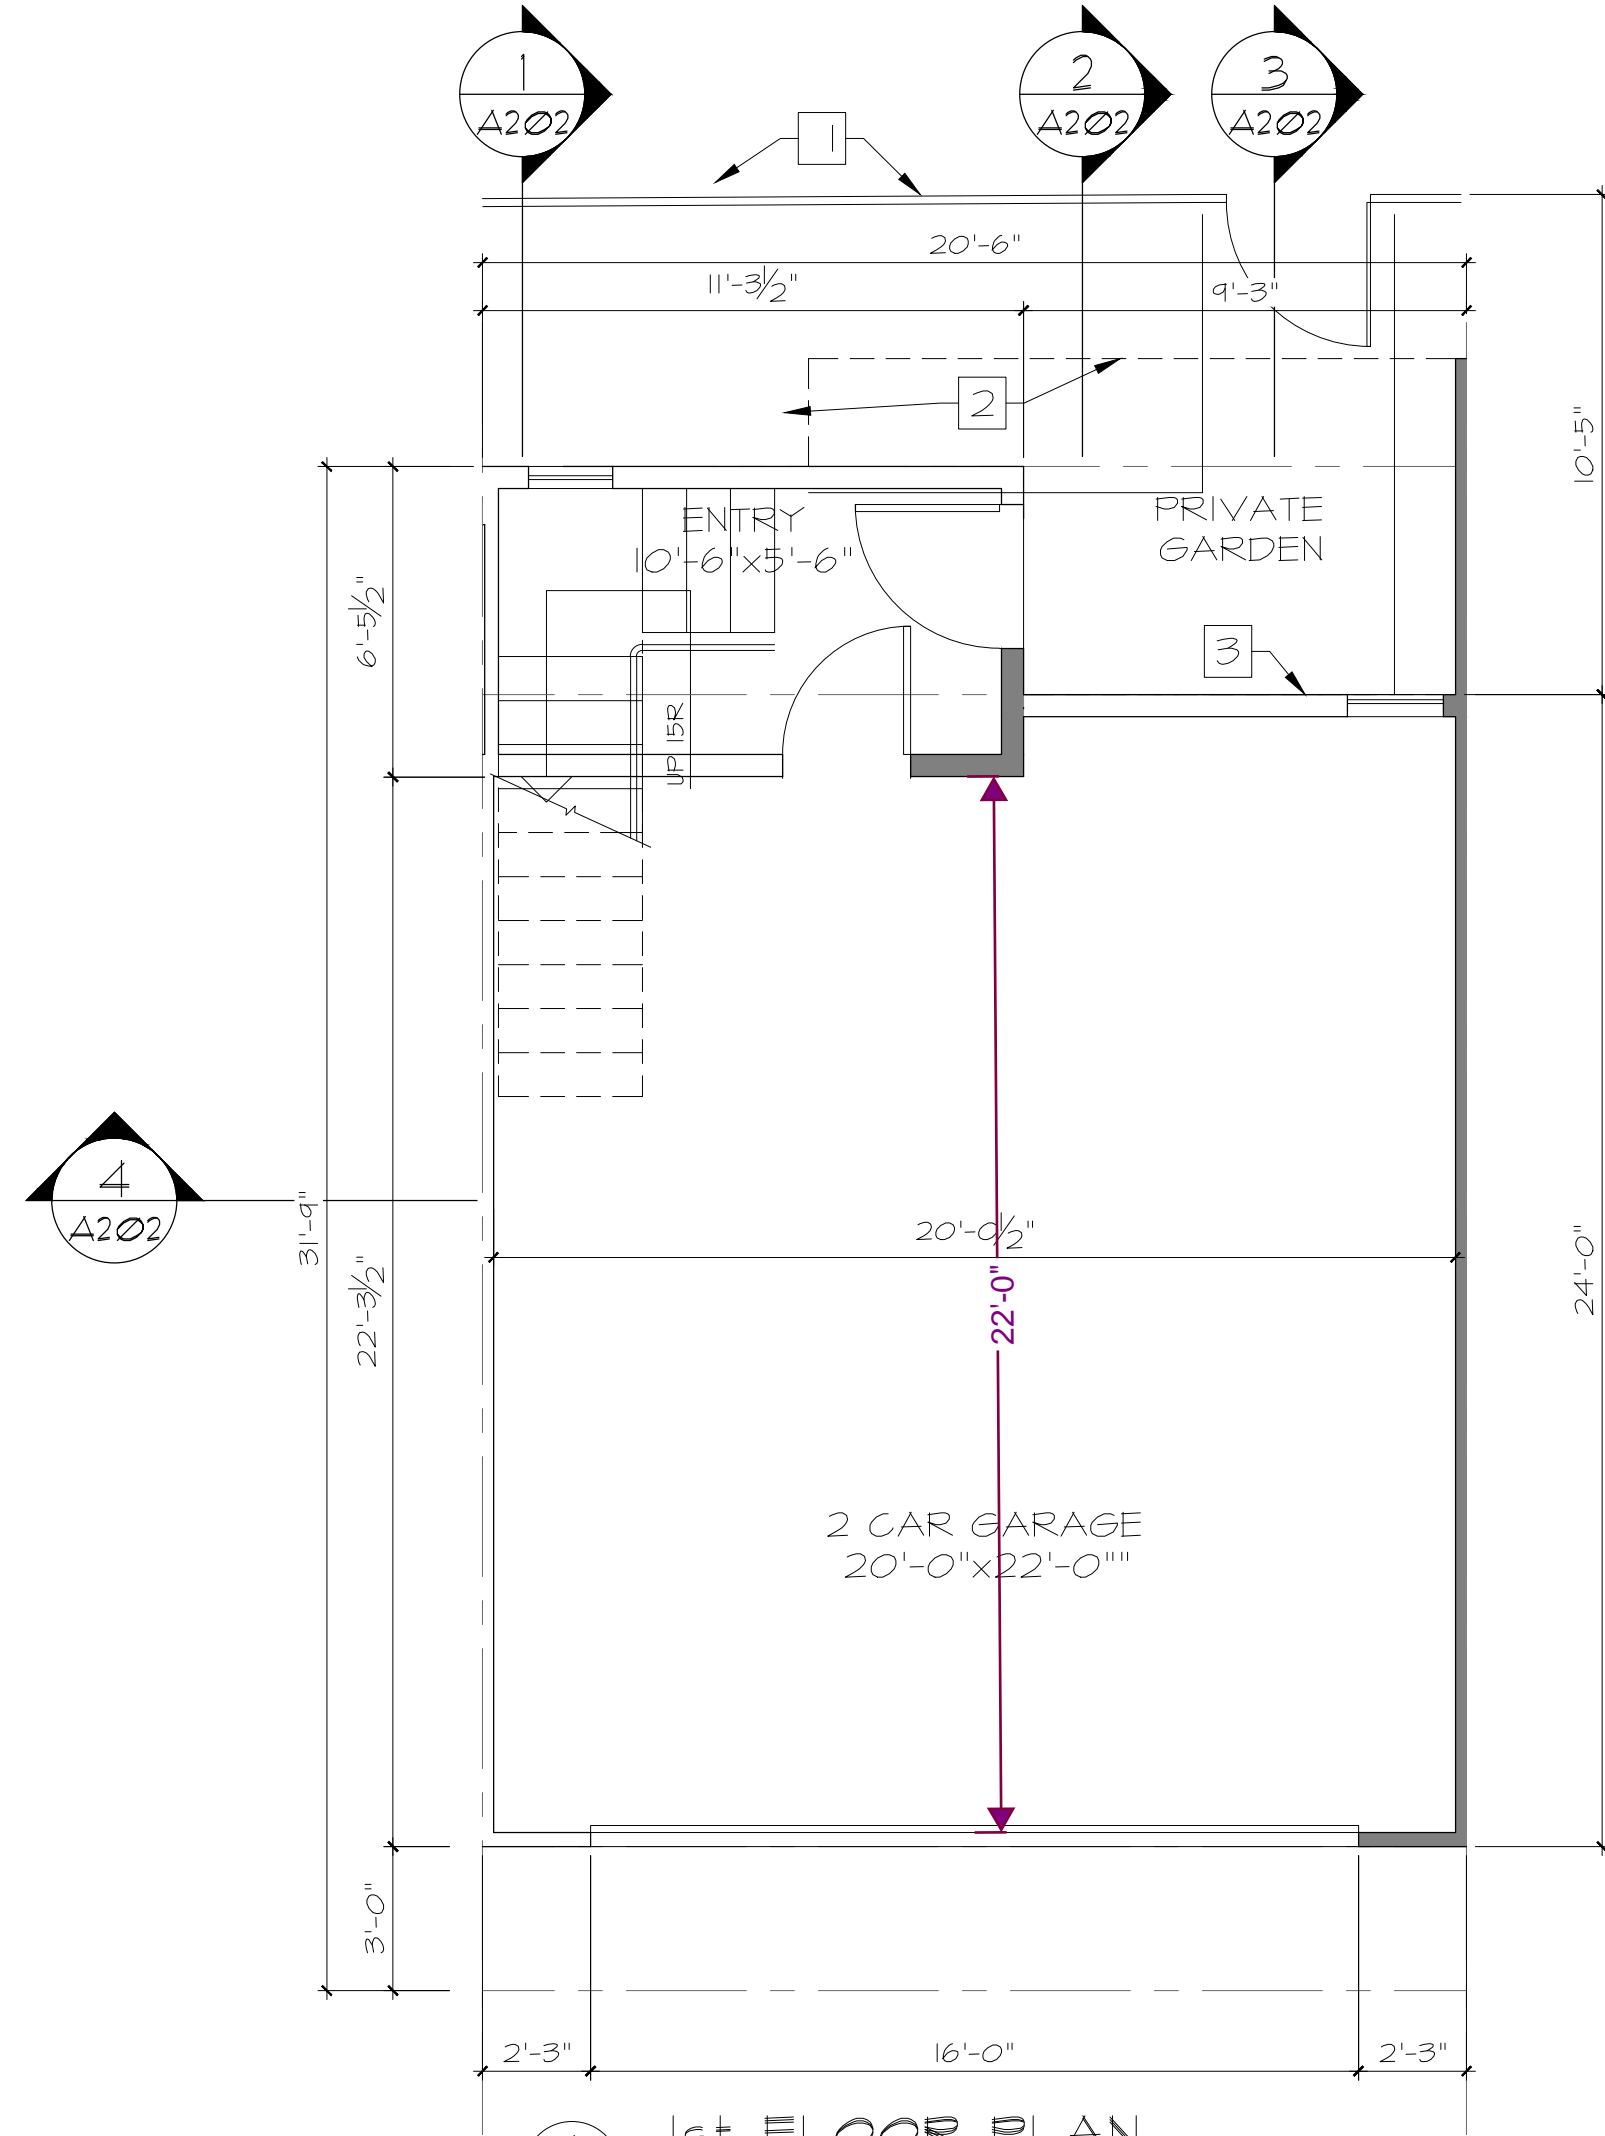 1
A2Ø2
2
A2Ø2
3
A2Ø2
1
20'-6"
11'-3½"
9'-3"
2
10'-5"
ENTRY
10'-6"x5'-6"
PRIVATE
GARDEN
6'-5½"
3
UP 15R
4
A2Ø2
31'-9"
22'-3½"
20'-0½"
22'-0"
24'-0"
2 CAR GARAGE
20'-0"x22'-0""
3'-0"
2'-3"
16'-0"
2'-3"
1st FLOOR PLAN